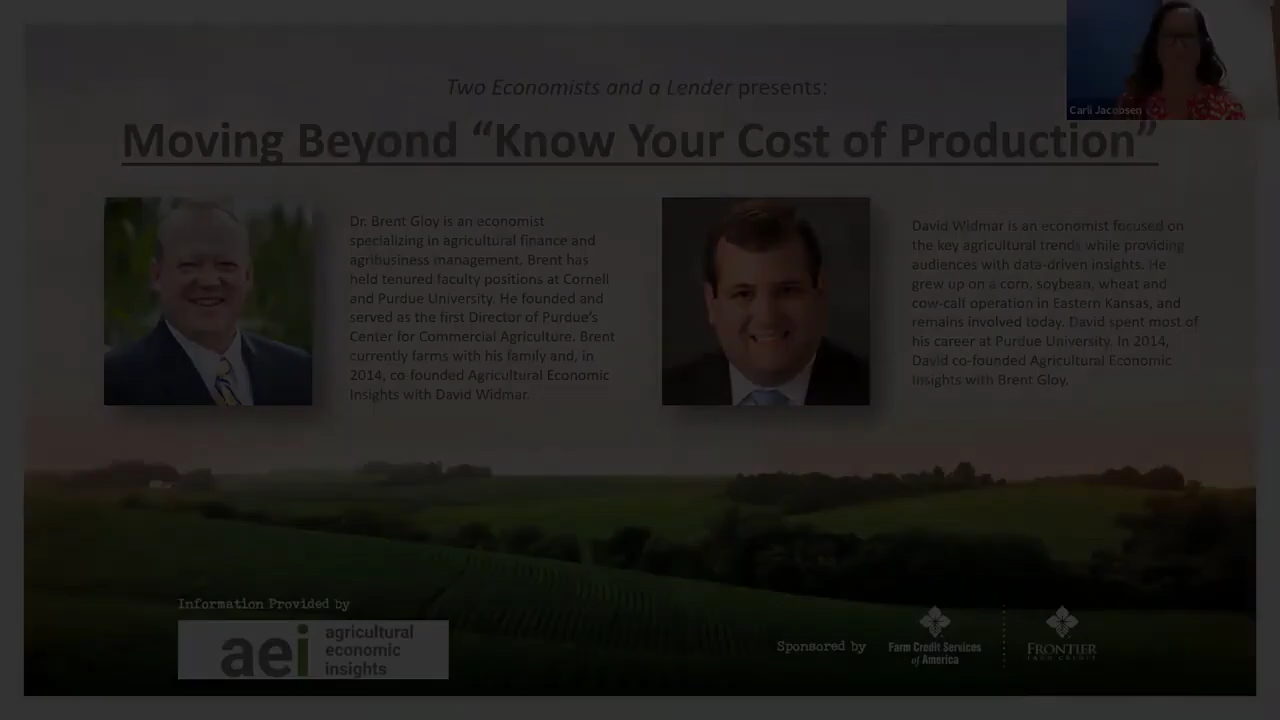 Carli Jacobsen
Two Economists and a Lender presents:
Moving Beyond “Know Your Cost of Production”
Dr. Brent Gloy is an economist
specializing in agricultural finance and
agribusiness management, Brent has
held tenured faculty positions at Cornell
and Purdue University. He founded and
served as the first Director of Purdue’s
Center for Commercial Agriculture. Brent
currently farms with his family and, in
2014, co-founded Agricultural Economic
Insights with David Widmar.
David Widmar is an economist focused on
the key agricultural trends while providing
audiences with data-driven insights. He
grew up on a corn, soybean, wheat and
cow-calf operation in Eastern Kansas, and
remains involved today. David spent most of
his career at Purdue University. In 2014,
David co-founded Agricultural Economic
Insights with Brent Gloy.
Information Provided by
aei agricultural
economic
insights
Sponsored by
Farm Credit Services
of America
FRONTIER
FARM CREDIT